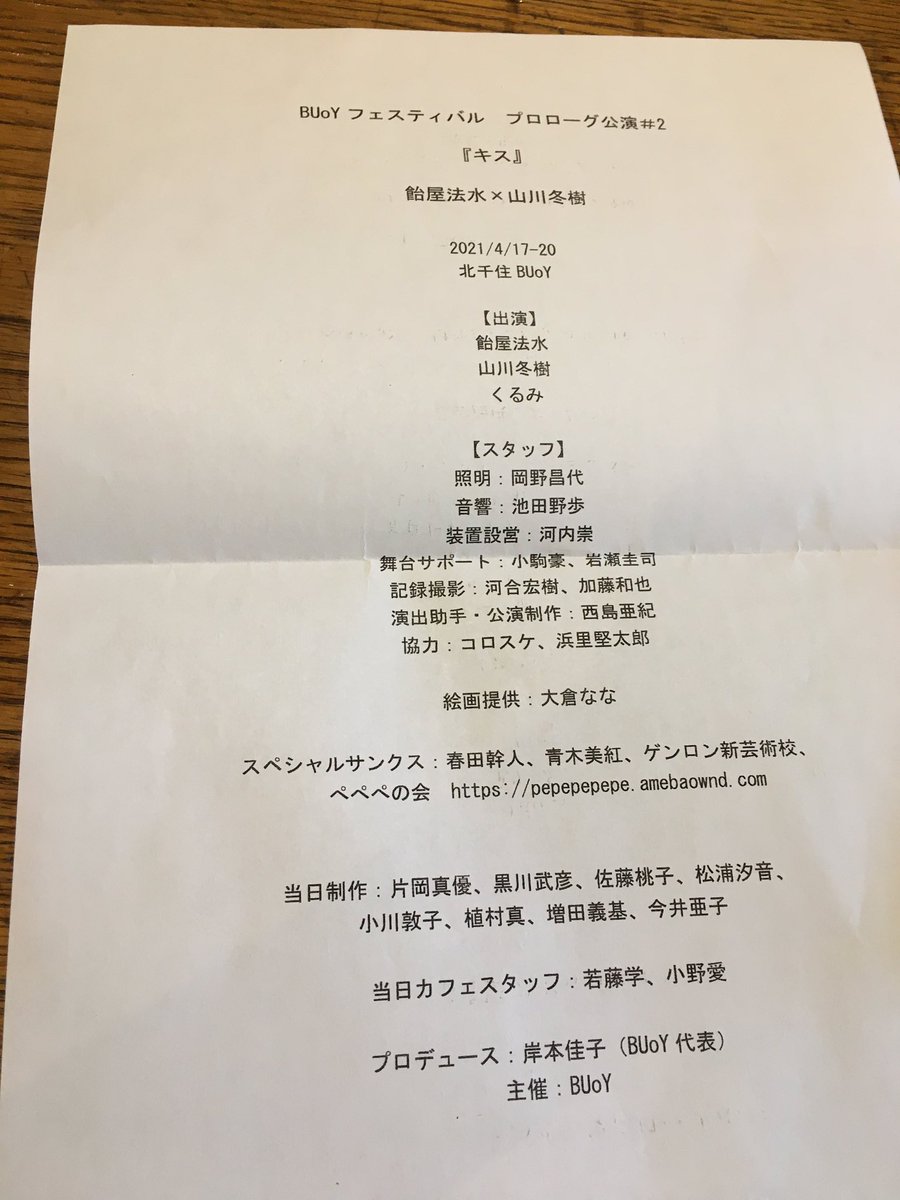 BUoY フェスティバル　プロローグ公演#2
『キス』
飴屋法水×山川冬樹
2021/4/17-20
北千住 BUoY
【出演】
飴屋法水
山川冬樹
くるみ
【スタッフ】
照明：岡野昌代
音響：池田野歩
装置設営：河内崇
舞台サポート：小駒豪、岩瀬圭司
記録撮影：河合宏樹、加藤和也
演出助手・公演制作：西島亜紀
協力：コロスケ、浜里堅太郎
絵画提供：大倉なな
スペシャルサンクス：春田幹人、青木美紅、ゲンロン新芸術校、
ぺぺぺの会　https://pepepepepe.amebaownd.com
当日制作：片岡真優、黒川武彦、佐藤桃子、松浦汐音、
小川敦子、植村真、増田義基、今井亜子
当日カフェスタッフ：若藤学、小野愛
プロデュース：岸本佳子（BUoY 代表）
主催：BUoY